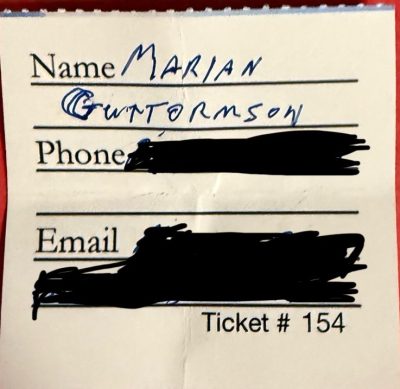 Name MARIAN
GUTTORMSON
Phone
Email
Ticket # 154